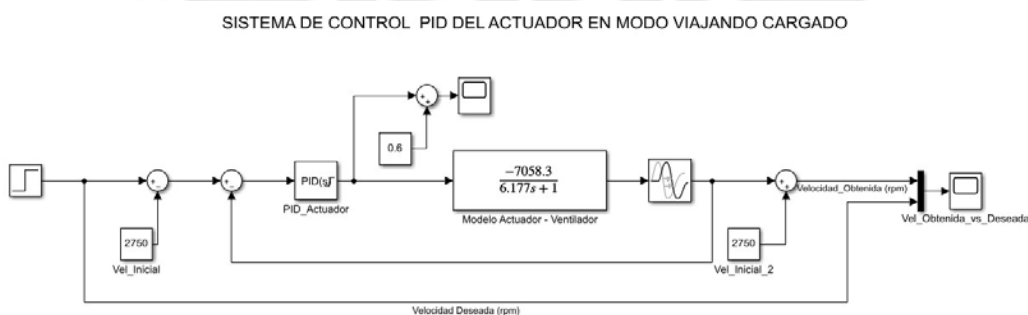 SISTEMA DE CONTROL PID DEL ACTUADOR EN MODO VIAJANDO CARGADO
0.6
PID(s)
PID_Actuador
-7058.3
6.177s + 1
Modelo Actuador - Ventilador
Velocidad_Obtenida (rpm)
Vel_Obtenida_vs_Deseada
2750
Vel_Inicial
2750
Vel_Inicial_2
Velocidad Deseada (rpm)